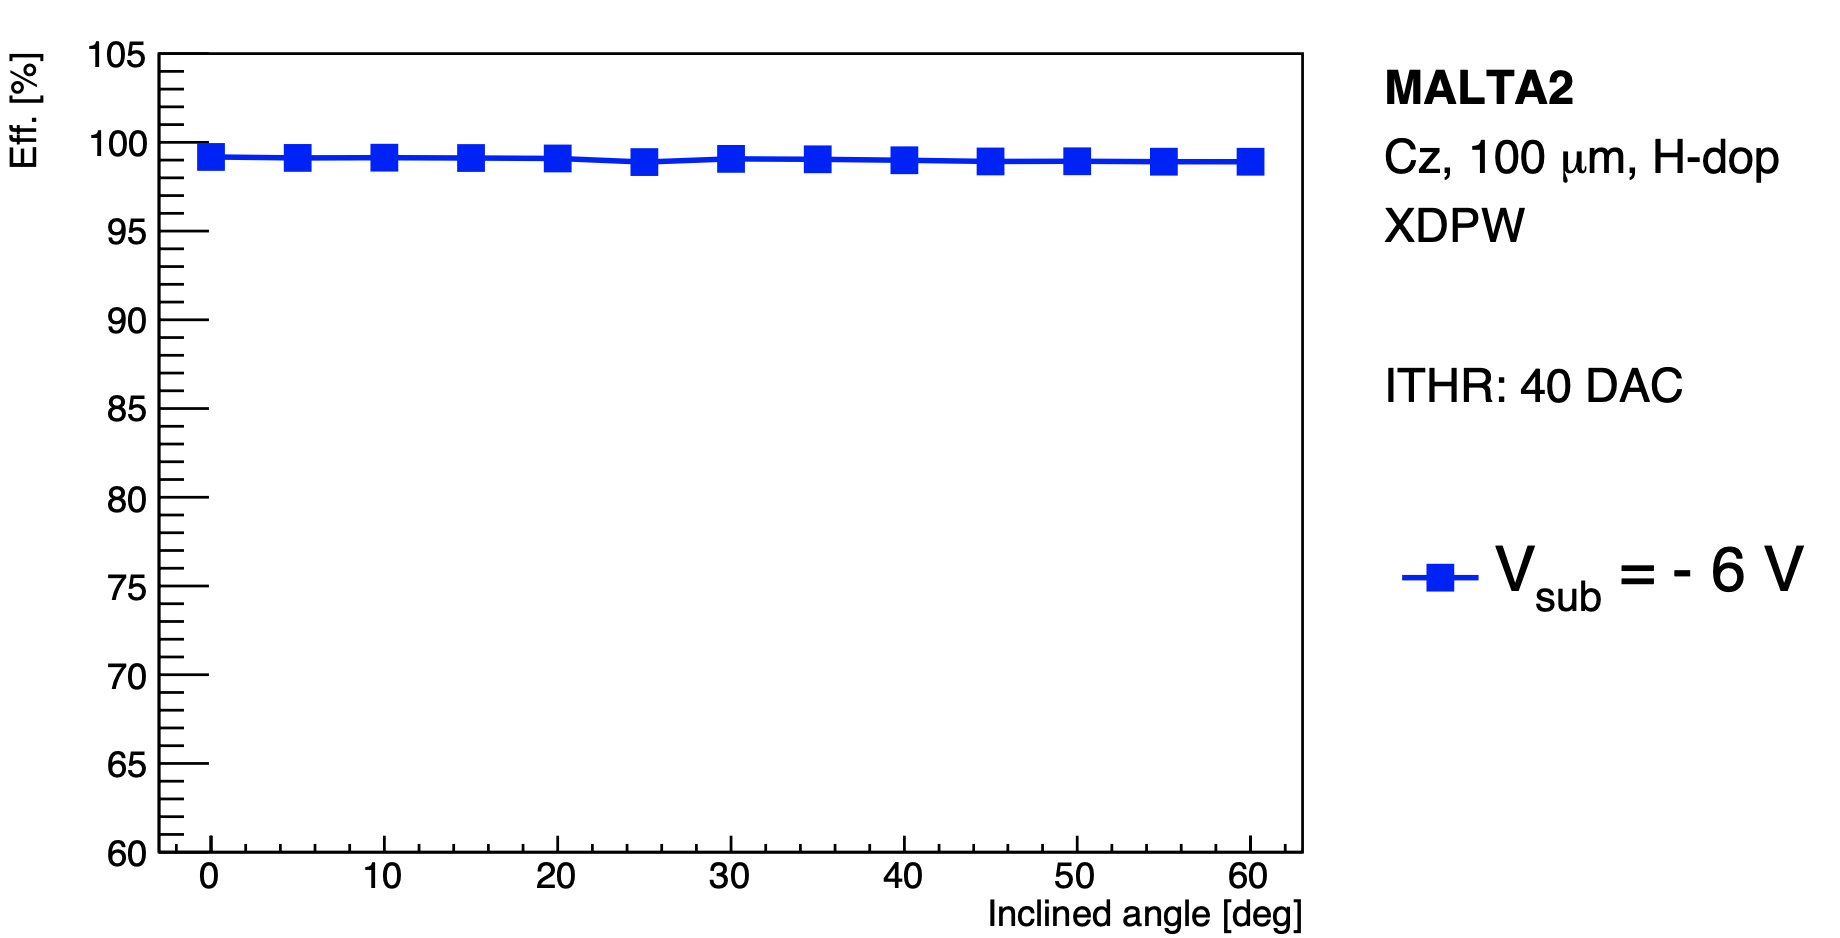 Eff. [%]
105
100
95
90
85
80
75
70
65
60
0 10 20 30 40 50 60
Inclined angle [deg]
MALTA2
Cz, 100 μm, H-dop
XDPW
ITHR: 40 DAC
V_sub = - 6 V